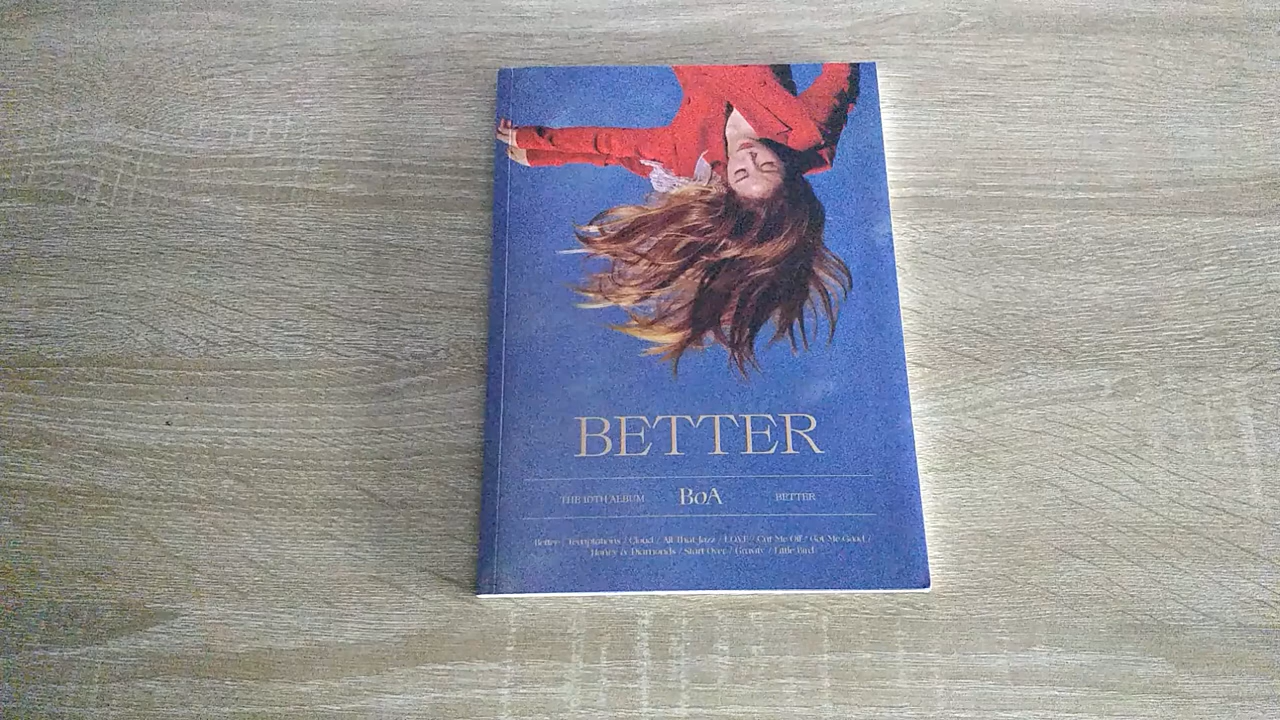 BETTER
THE 10TH ALBUM BoA BETTER
Better / Temptations / Cloud / All That Jazz / L.O.V.E / Cut Me Off / Got Me Good /
Honey & Diamonds / Start Over / Gravity / Little Bird